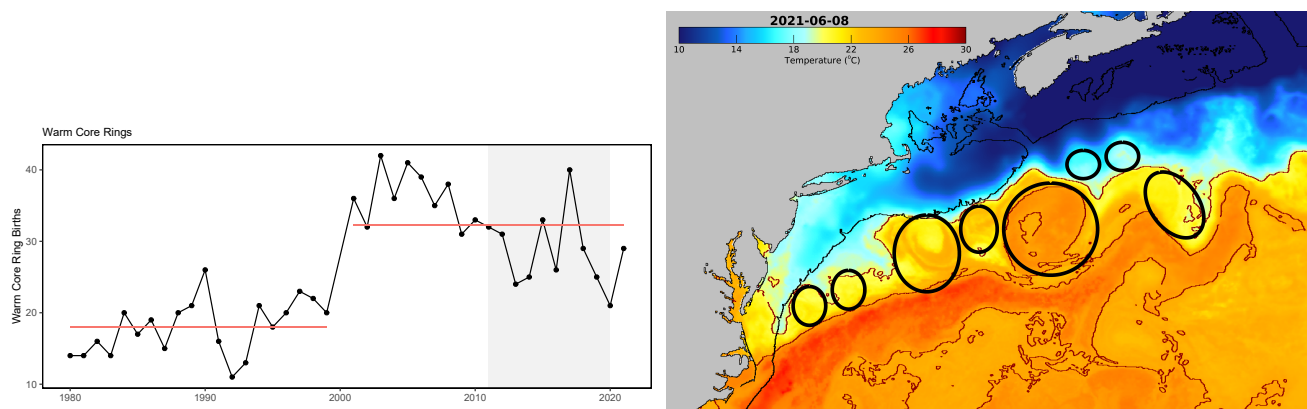 Warm Core Rings
Warm Core Ring Births
40
30
20
10
1980
1990
2000
2010
2020
2021-06-08
10 14 18 22 26 30
Temperature (°C)